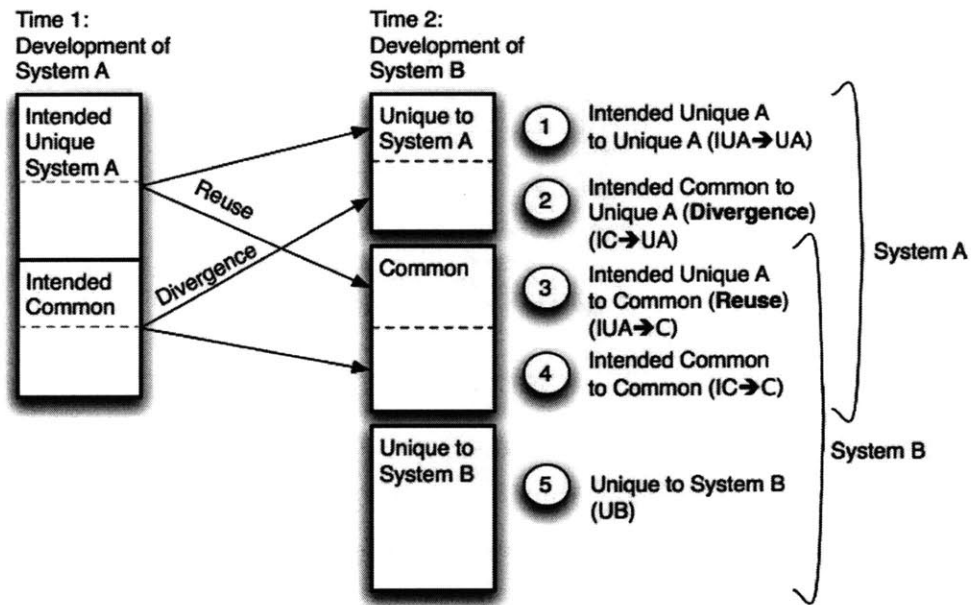 Time 1:
Development of
System A
Time 2:
Development of
System B
Intended
Unique
System A
Intended
Common
Reuse
Divergence
Unique to
System A
Common
Unique to
System B
1
Intended Unique A
to Unique A (IUA➔UA)
2
Intended Common to
Unique A (Divergence)
(IC➔UA)
3
Intended Unique A
to Common (Reuse)
(IUA➔C)
4
Intended Common
to Common (IC➔C)
5
Unique to System B
(UB)
System A
System B